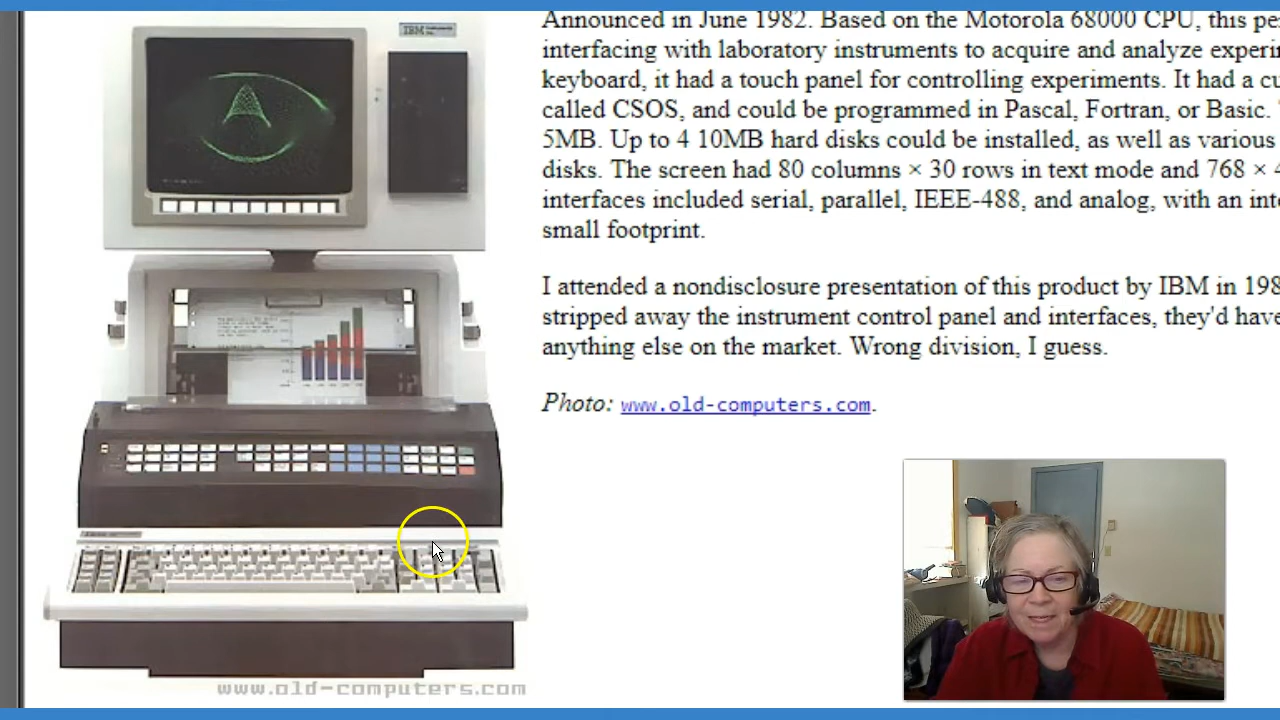 Announced in June 1982. Based on the Motorola 68000 CPU, this pe
IBM
interfacing with laboratory instruments to acquire and analyze experi
keyboard, it had a touch panel for controlling experiments. It had a cu
called CSOS, and could be programmed in Pascal, Fortran, or Basic.
5MB. Up to 4 10MB hard disks could be installed, as well as various
disks. The screen had 80 columns × 30 rows in text mode and 768 × 4
interfaces included serial, parallel, IEEE-488, and analog, with an inte
small footprint.
I attended a nondisclosure presentation of this product by IBM in 198
stripped away the instrument control panel and interfaces, they'd have
anything else on the market. Wrong division, I guess.
Photo: www.old-computers.com.
www.old-computers.com